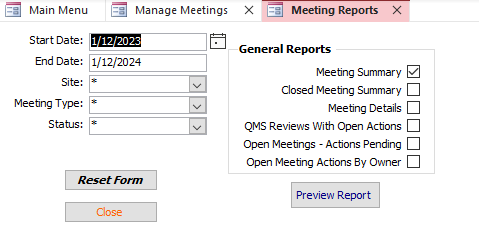 Main Menu
Manage Meetings
Meeting Reports
Start Date: 1/12/2023
End Date: 1/12/2024
Site: *
Meeting Type: *
Status: *
Reset Form
Close
General Reports
Meeting Summary
Closed Meeting Summary
Meeting Details
QMS Reviews With Open Actions
Open Meetings - Actions Pending
Open Meeting Actions By Owner
Preview Report